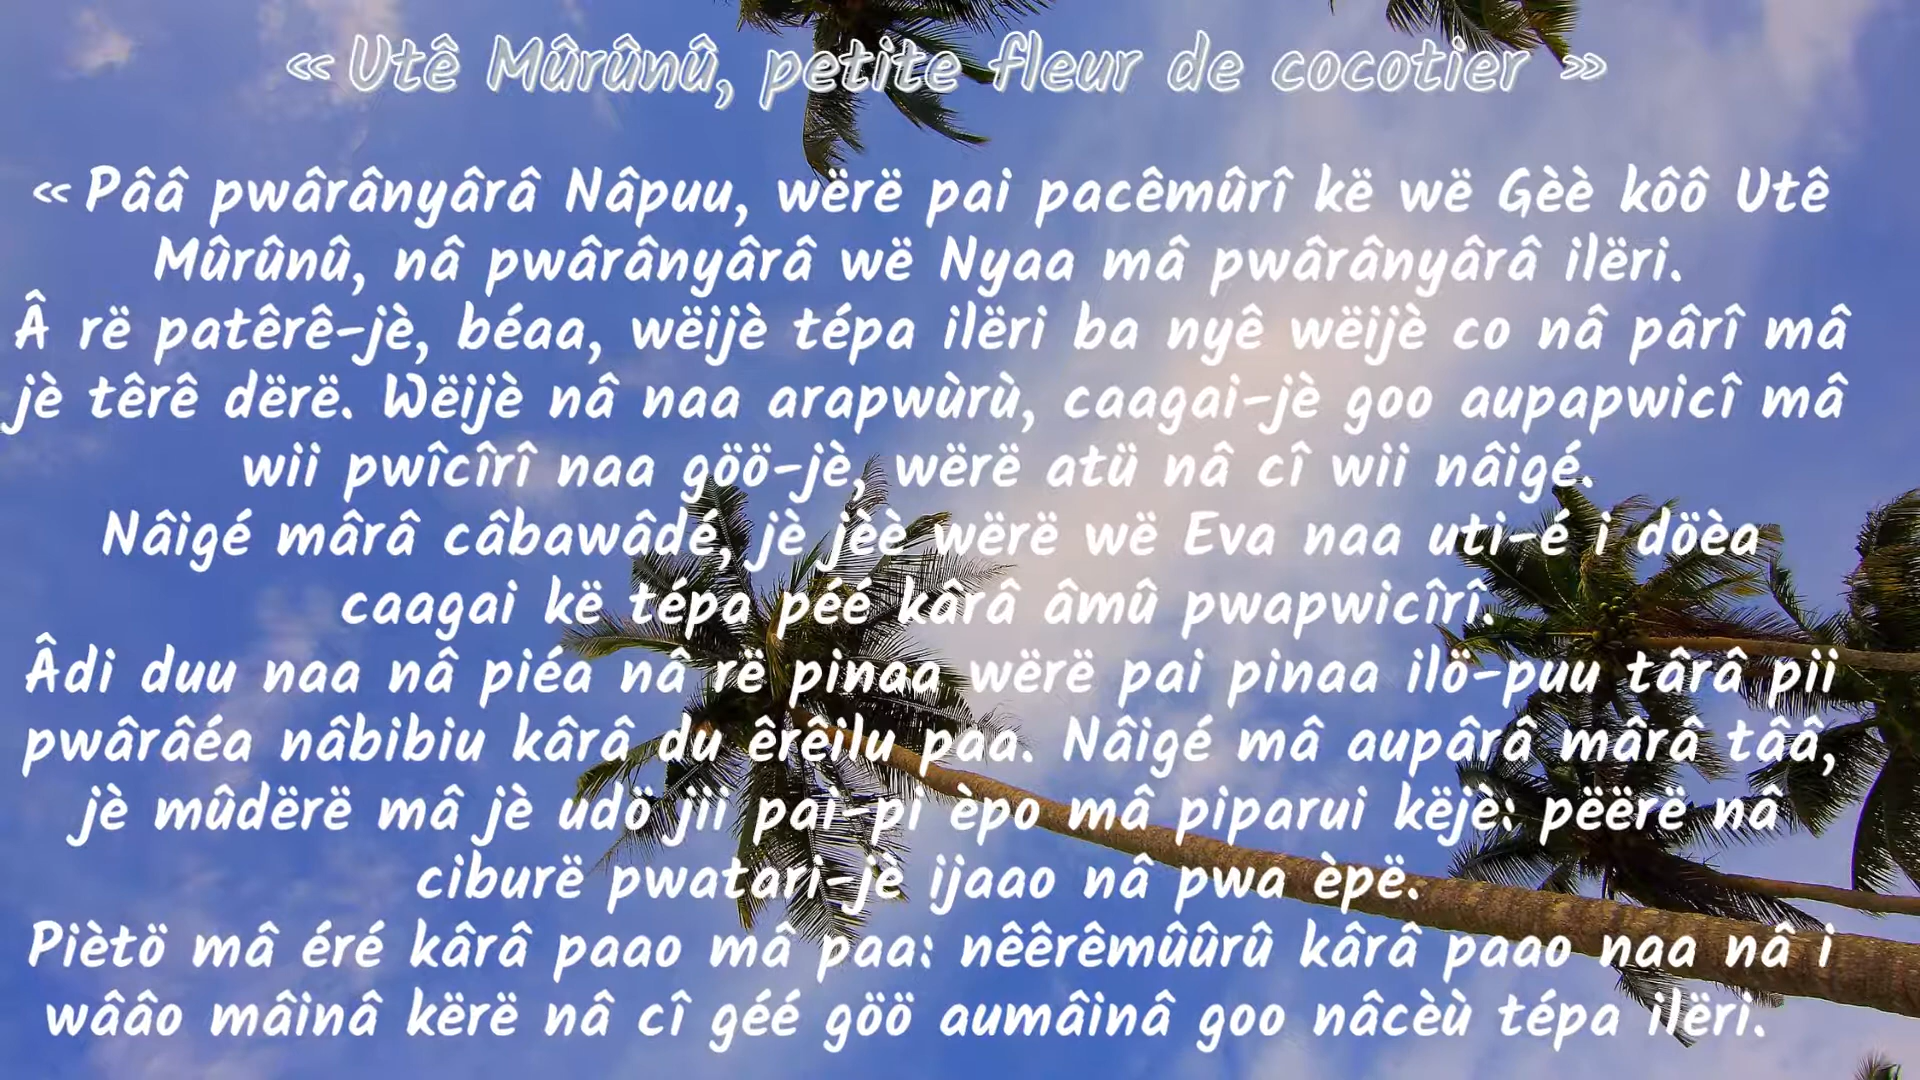 « Utê Mûrûnû, petite fleur de cocotier »
« Pââ pwârânyârâ Nâpuu, wërë pai pacêmûrî kë wë Gèè kôô Utê
Mûrûnû, nâ pwârânyârâ wë Nyaa mâ pwârânyârâ ilëri.
Â rë patêrê-jè, béaa, wëijè tépa ilëri ba nyê wëijè co nâ pârî mâ
jè têrê dërë. Wëijè nâ naa arapwùrù, caagai-jè goo aupapwicî mâ
wii pwîcîrî naa göö-jè, wërë atü nâ cî wii nâigé.
Nâigé mârâ câbawâdé, jè jèè wërë wë Eva naa uti-é i döèa
caagai kë tépa péé kârâ âmû pwapwicîrî.
Âdi duu naa nâ piéa nâ rë pinaa wërë pai pinaa ilö-puu târâ pii
pwârâéa nâbibiu kârâ du êrêilu paa. Nâigé mâ aupârâ mârâ tââ,
jè mûdërë mâ jè udö jii pai-pi èpo mâ piparui këjè: pëërë nâ
ciburë pwatari-jè ijaao nâ pwa èpë.
Piètö mâ éré kârâ paao mâ paa: nêêrêmûûrû kârâ paao naa nâ i
wââo mâinâ kërë nâ cî géé göö aumâinâ goo nâcèù tépa ilëri.